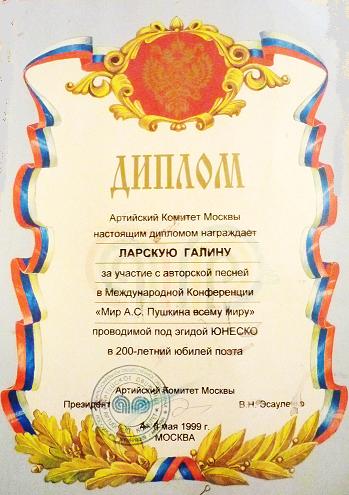 ДИПЛОМ
Артийский Комитет Москвы
настоящим дипломом награждает
ЛАРСКУЮ ГАЛИНУ
за участие с авторской песней
в Международной Конференции
«Мир А.С. Пушкина всему миру»
проводимой под эгидой ЮНЕСКО
в 200-летний юбилей поэта
Артийский Комитет Москвы
Президент В.Н. Эсауленко
мая 1999 г.
МОСКВА